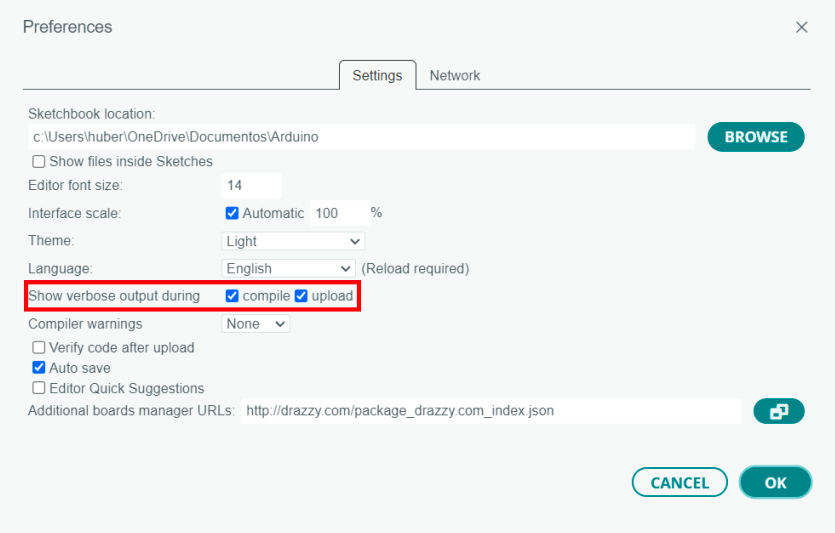 Preferences
Settings Network
Sketchbook location:
c:\Users\huber\OneDrive\Documentos\Arduino BROWSE
Show files inside Sketches
Editor font size: 14
Interface scale: Automatic 100 %
Theme: Light
Language: English (Reload required)
Show verbose output during compile upload
Compiler warnings None
Verify code after upload
Auto save
Editor Quick Suggestions
Additional boards manager URLs: http://drazzy.com/package_drazzy.com_index.json
CANCEL OK